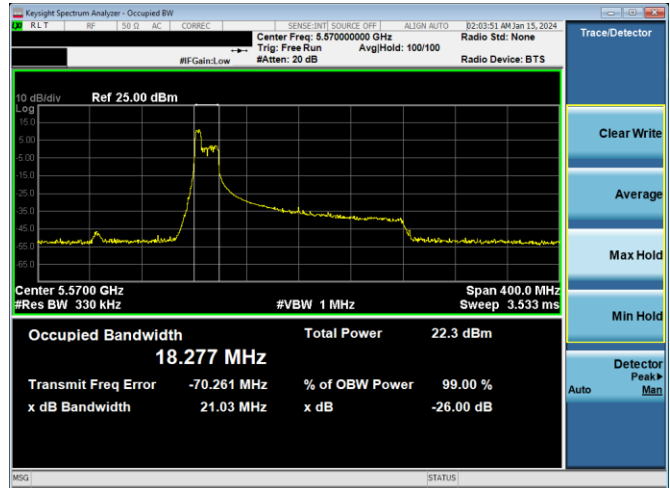 Keysight Spectrum Analyzer - Occupied BW
RLT RF 50 Ω AC CORREC SENSE:INT SOURCE OFF ALIGN AUTO 02:03:51 AM Jan 15, 2024
Center Freq: 5.570000000 GHz Radio Std: None
Trig: Free Run Avg|Hold: 100/100
#IFGain:Low #Atten: 20 dB Radio Device: BTS
Trace/Detector
10 dB/div Ref 25.00 dBm
Log
15.0
5.00
-5.00
-15.0
-25.0
-35.0
-45.0
-55.0
-65.0
Center 5.5700 GHz Span 400.0 MHz
#Res BW 330 kHz #VBW 1 MHz Sweep 3.533 ms
Occupied Bandwidth Total Power 22.3 dBm
18.277 MHz
Transmit Freq Error -70.261 MHz % of OBW Power 99.00 %
x dB Bandwidth 21.03 MHz x dB -26.00 dB
Clear Write
Average
Max Hold
Min Hold
Detector
Peak▶
Auto Man
MSG STATUS